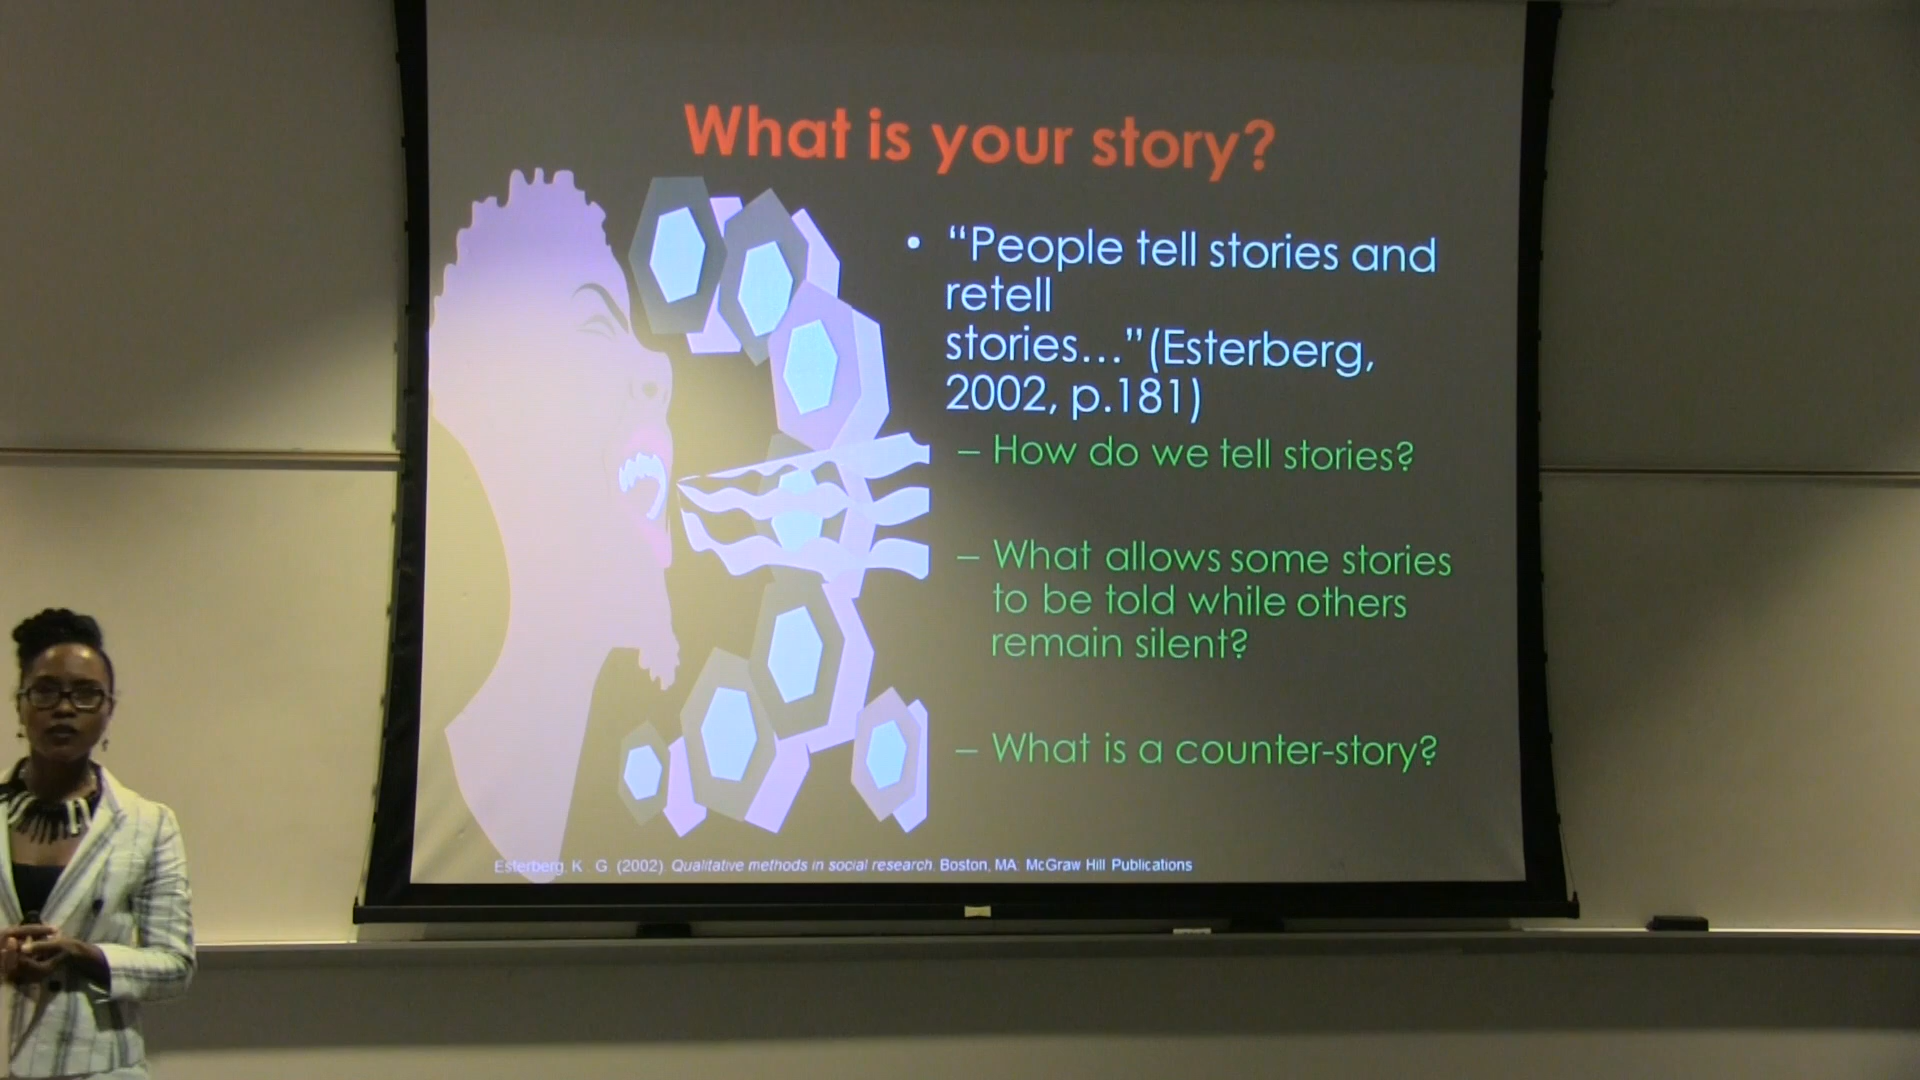 What is your story?
• “People tell stories and
retell
stories…”(Esterberg,
2002, p.181)
– How do we tell stories?
– What allows some stories
to be told while others
remain silent?
– What is a counter-story?
Esterberg, K. G. (2002). Qualitative methods in social research. Boston, MA: McGraw Hill Publications